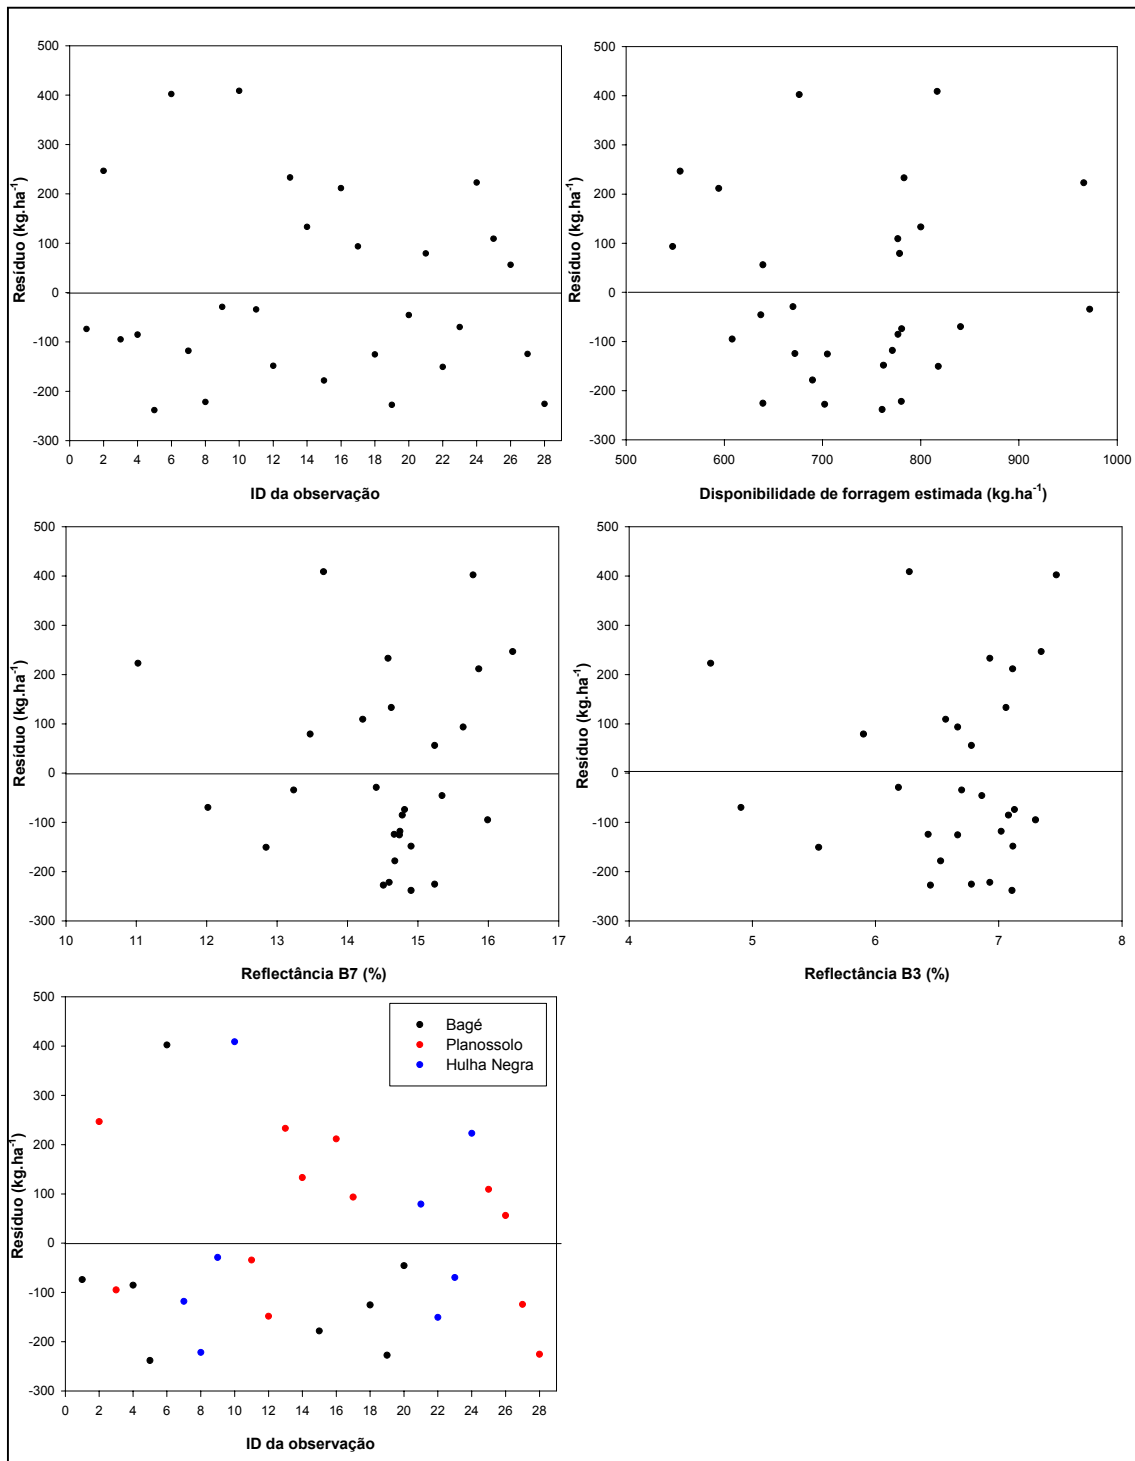 500
400
300
200
100
0
-100
-200
-300
Resíduo (kg.ha-1)
0 2 4 6 8 10 12 14 16 18 20 22 24 26 28
ID da observação
500
400
300
200
100
0
-100
-200
-300
Resíduo (kg.ha-1)
500 600 700 800 900 1000
Disponibilidade de forragem estimada (kg.ha-1)
500
400
300
200
100
0
-100
-200
-300
Resíduo (kg.ha-1)
10 11 12 13 14 15 16 17
Reflectância B7 (%)
500
400
300
200
100
0
-100
-200
-300
Resíduo (kg.ha-1)
4 5 6 7 8
Reflectância B3 (%)
500
400
300
200
100
0
-100
-200
-300
Resíduo (kg.ha-1)
Bagé
Planossolo
Hulha Negra
0 2 4 6 8 10 12 14 16 18 20 22 24 26 28
ID da observação